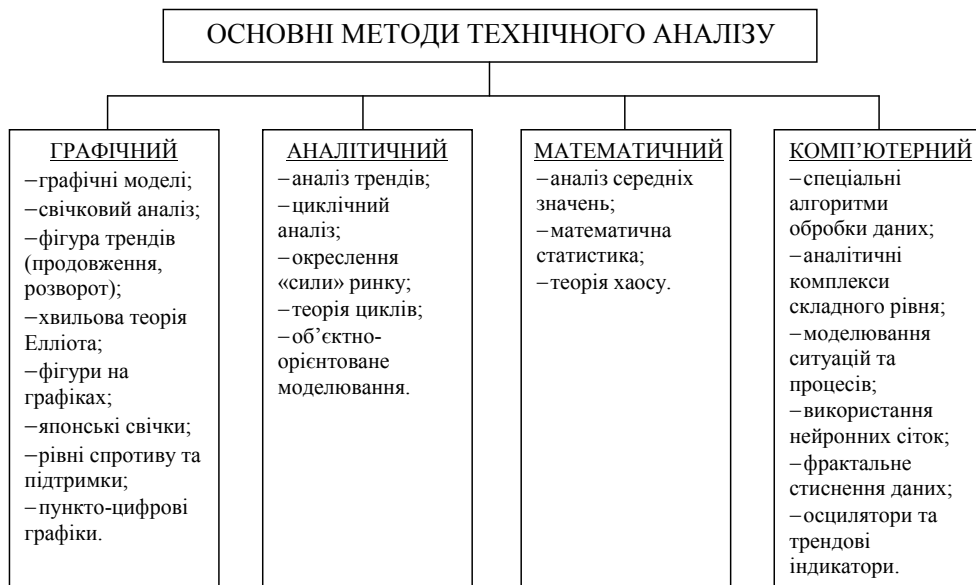 ОСНОВНІ МЕТОДИ ТЕХНІЧНОГО АНАЛІЗУ
ГРАФІЧНИЙ
–графічні моделі;
–свічковий аналіз;
–фігура трендів
(продовження,
розворот);
–хвильова теорія
Елліота;
–фігури на
графіках;
–японські свічки;
–рівні спротиву та
підтримки;
–пункто-цифрові
графіки.
АНАЛІТИЧНИЙ
–аналіз трендів;
–циклічний
аналіз;
–окреслення
«сили» ринку;
–теорія циклів;
–об’єктно-
орієнтоване
моделювання.
МАТЕМАТИЧНИЙ
–аналіз середніх
значень;
–математична
статистика;
–теорія хаосу.
КОМП’ЮТЕРНИЙ
–спеціальні
алгоритми
обробки даних;
–аналітичні
комплекси
складного рівня;
–моделювання
ситуацій та
процесів;
–використання
нейронних сіток;
–фрактальне
стиснення даних;
–осцилятори та
трендові
індикатори.